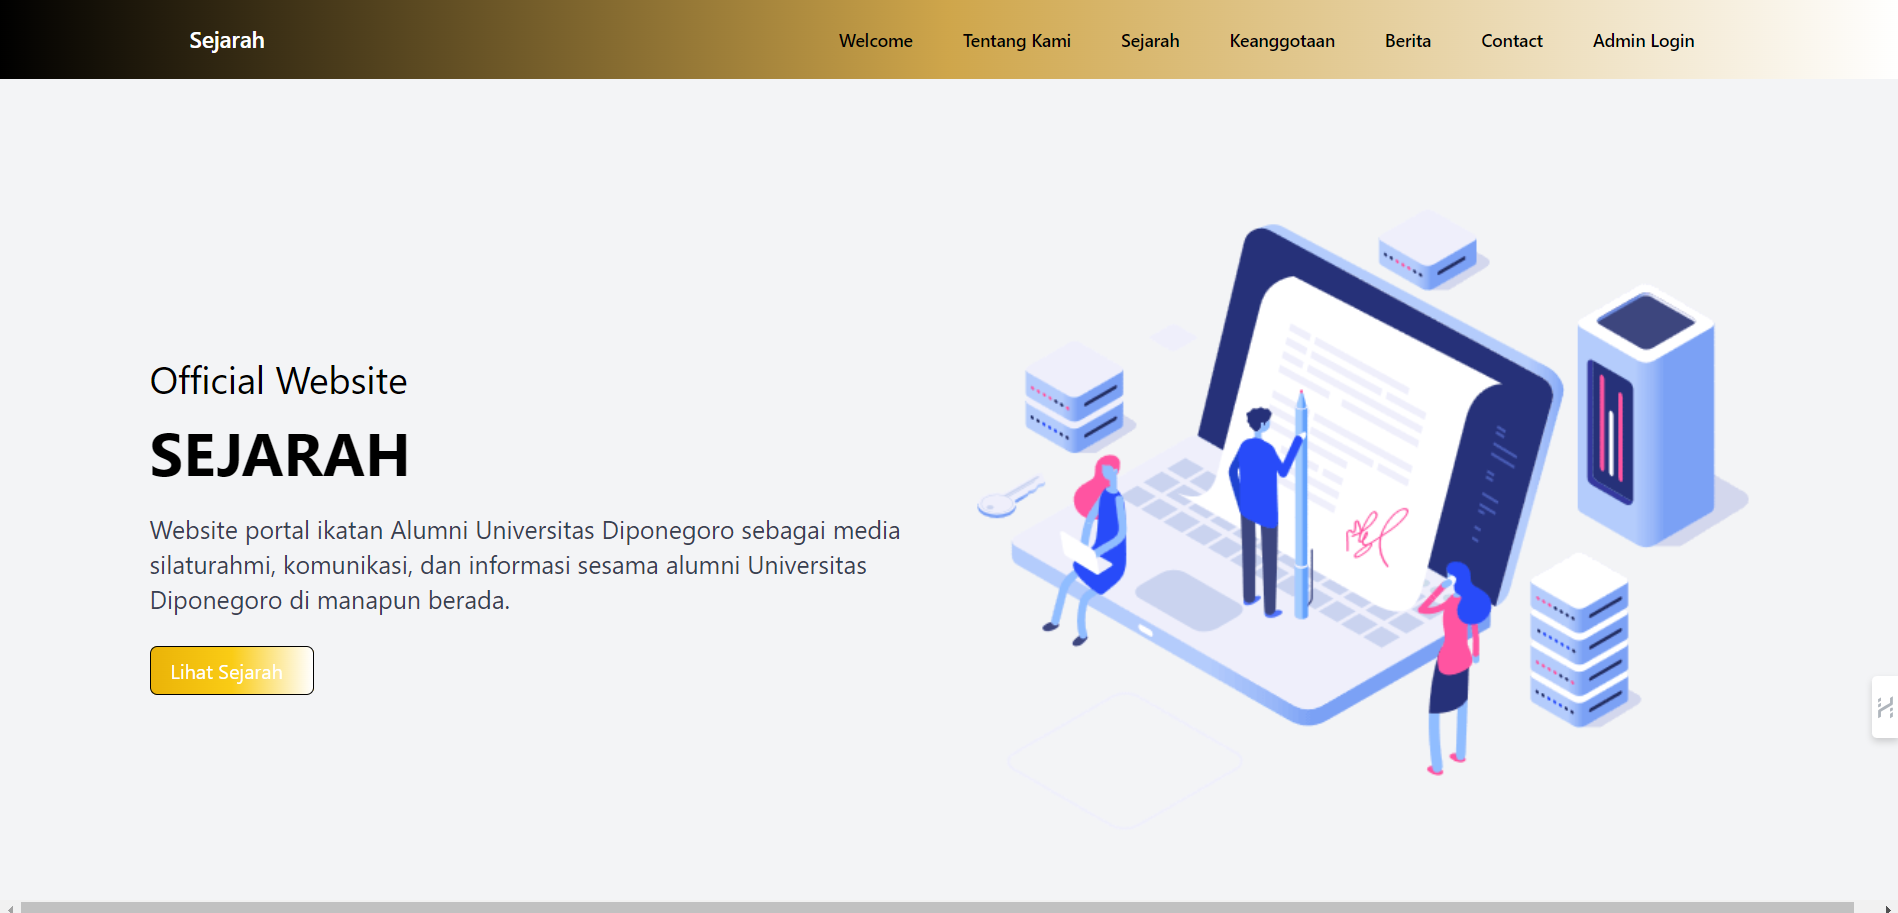 Sejarah
Welcome Tentang Kami Sejarah Keanggotaan Berita Contact Admin Login
Official Website
SEJARAH
Website portal ikatan Alumni Universitas Diponegoro sebagai media
silaturahmi, komunikasi, dan informasi sesama alumni Universitas
Diponegoro di manapun berada.
Lihat Sejarah